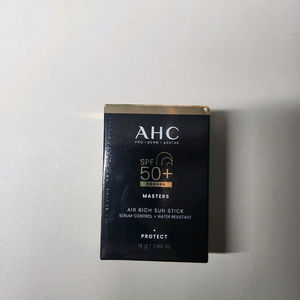 AHC
PRO • DERM • AESTHE
SPF
50+
PA++++
MASTERS
AIR RICH SUN STICK
SEBUM-CONTROL + WATER RESISTANT
PROTECT
14 g / 0.49 oz